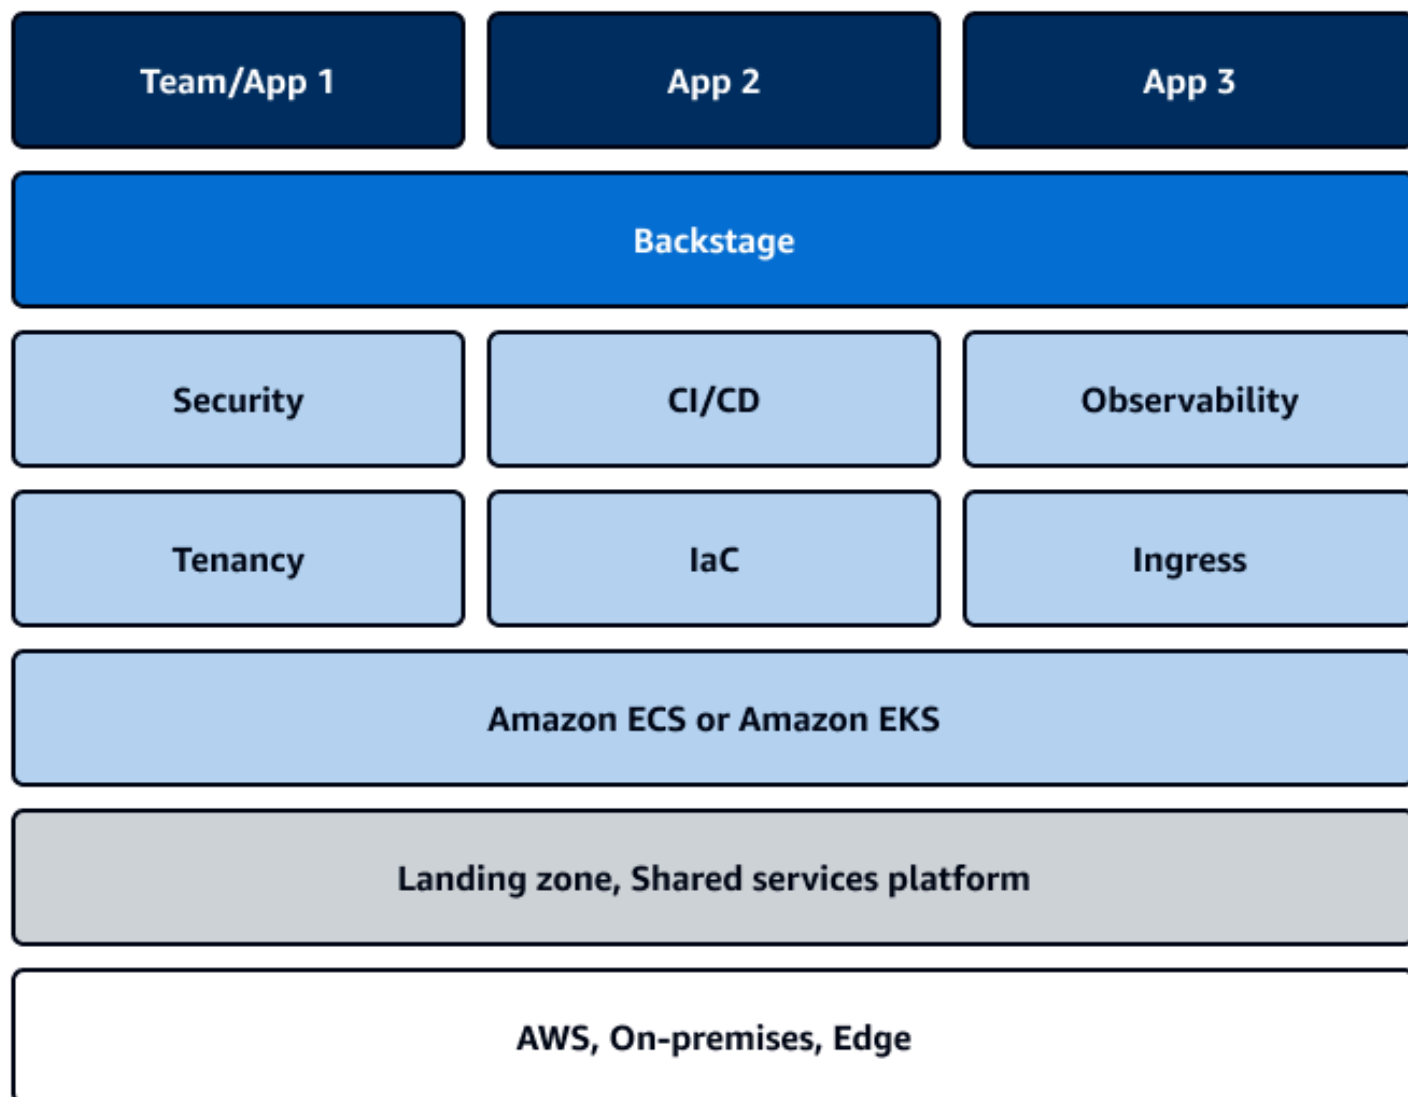 Team/App 1
App 2
App 3
Backstage
Security
CI/CD
Observability
Tenancy
IaC
Ingress
Amazon ECS or Amazon EKS
Landing zone, Shared services platform
AWS, On-premises, Edge